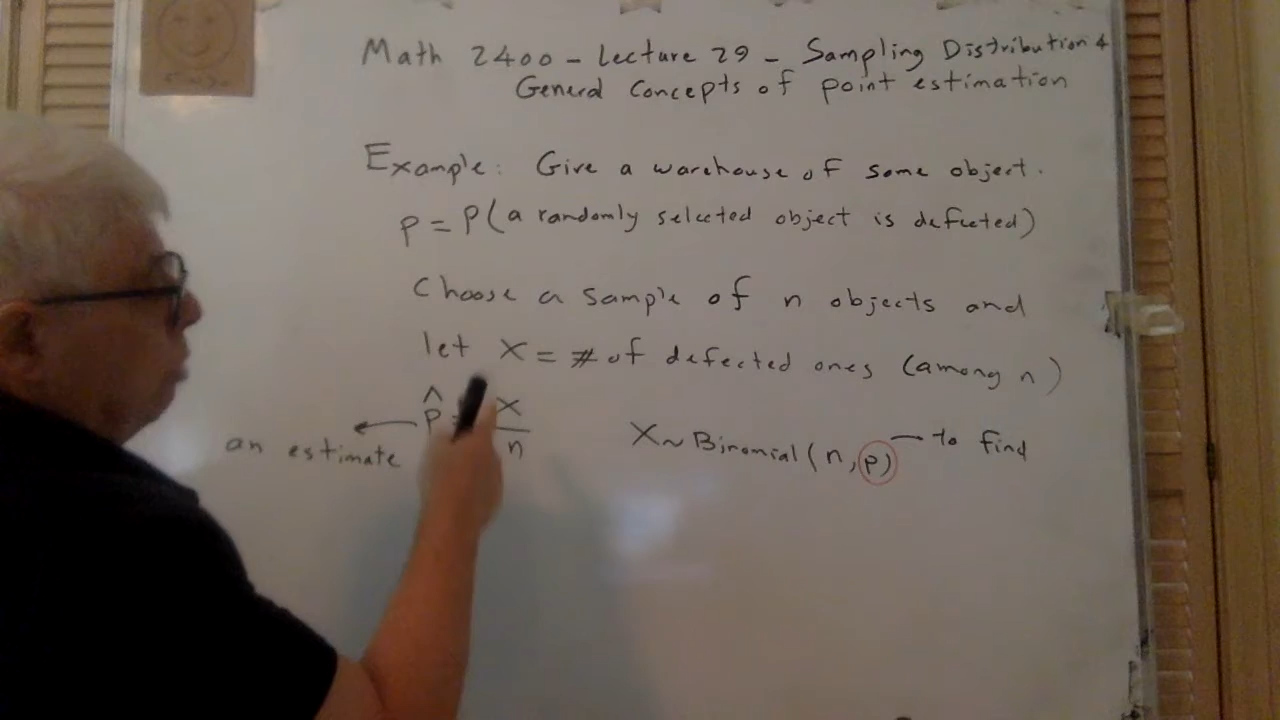 Math 2400 - Lecture 29 - Sampling Distribution &
General Concepts of point estimation
Example: Give a warehouse of some object.
p = P(a randomly selected object is defected)
Choose a sample of n objects and
let X = # of defected ones (among n)
p̂ = X/n
an estimate
X ~ Binomial(n, p) — to find